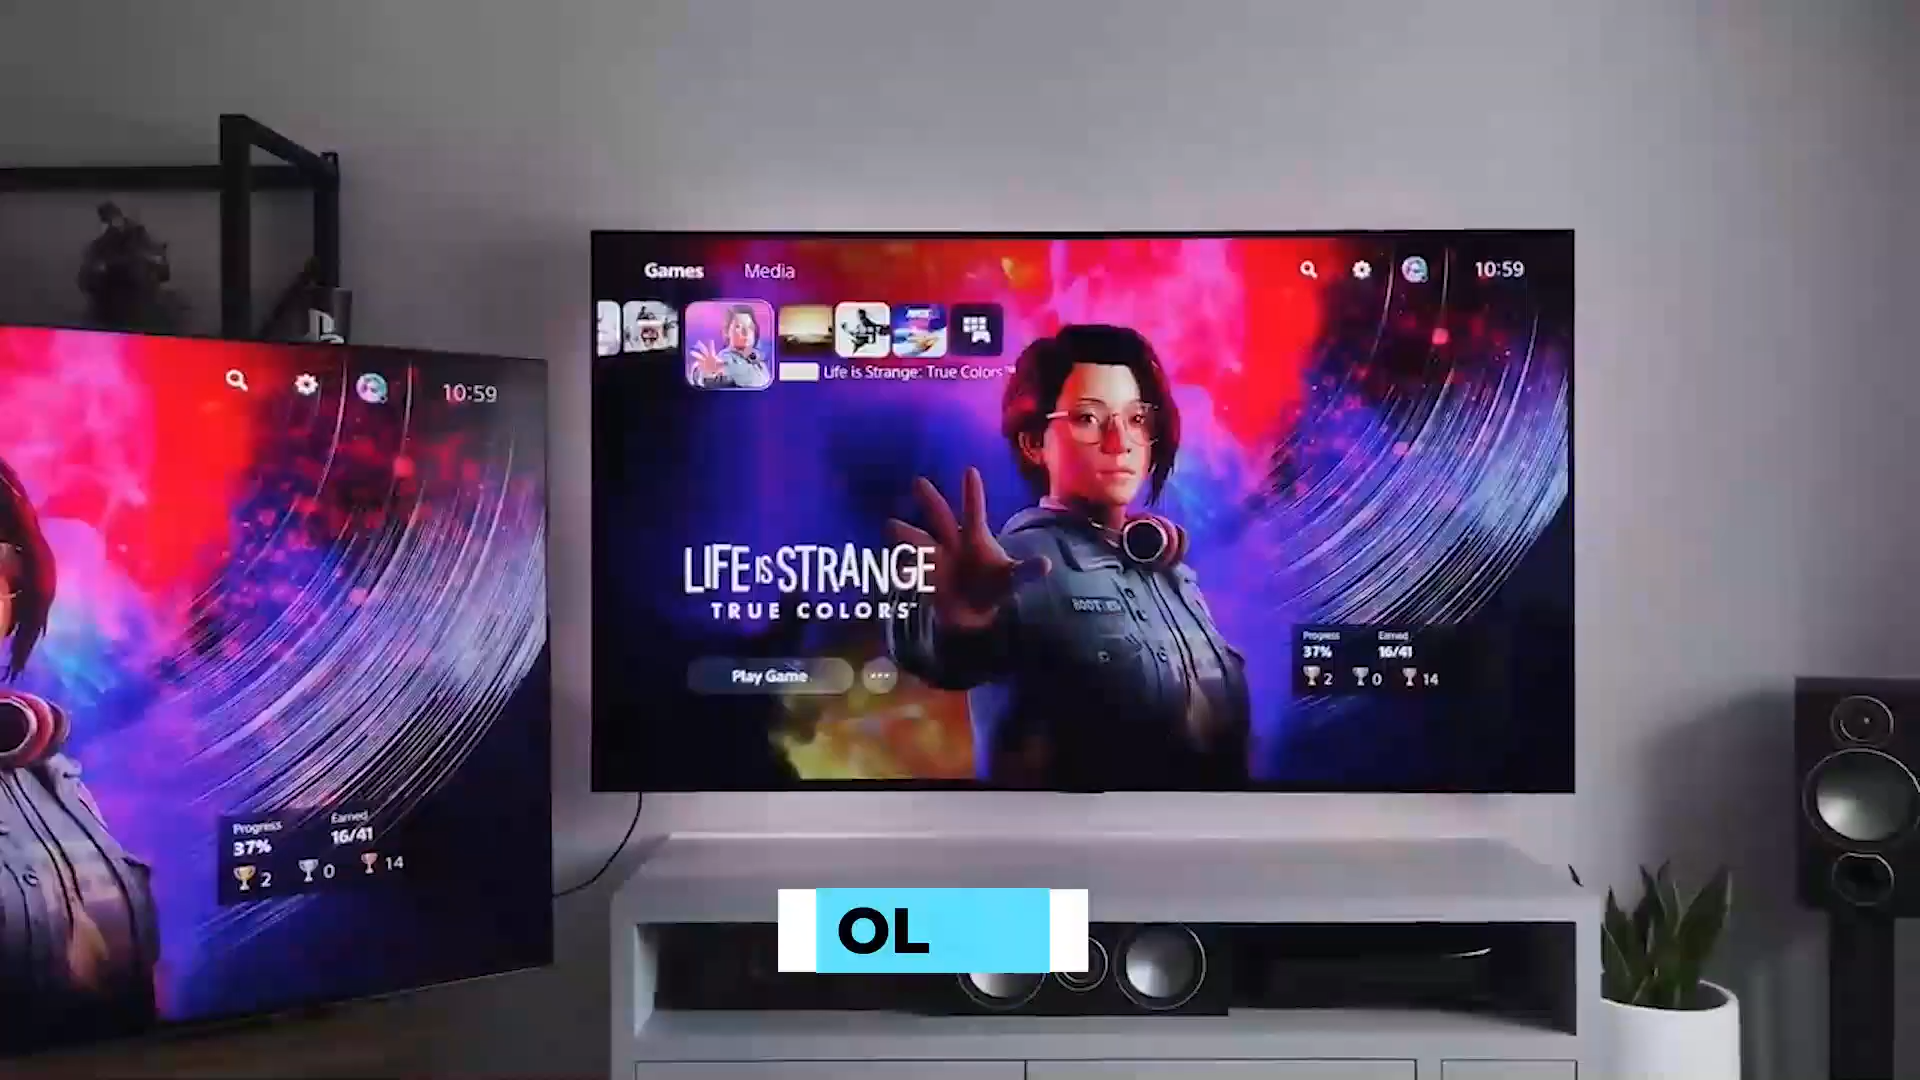 Games Media 10:59
Life is Strange: True Colors™
LIFE IS STRANGE
TRUE COLORS™
Play Game
Progress Earned
37% 16/41
2 0 14
10:59
Progress Earned
37% 16/41
2 0 14
OL